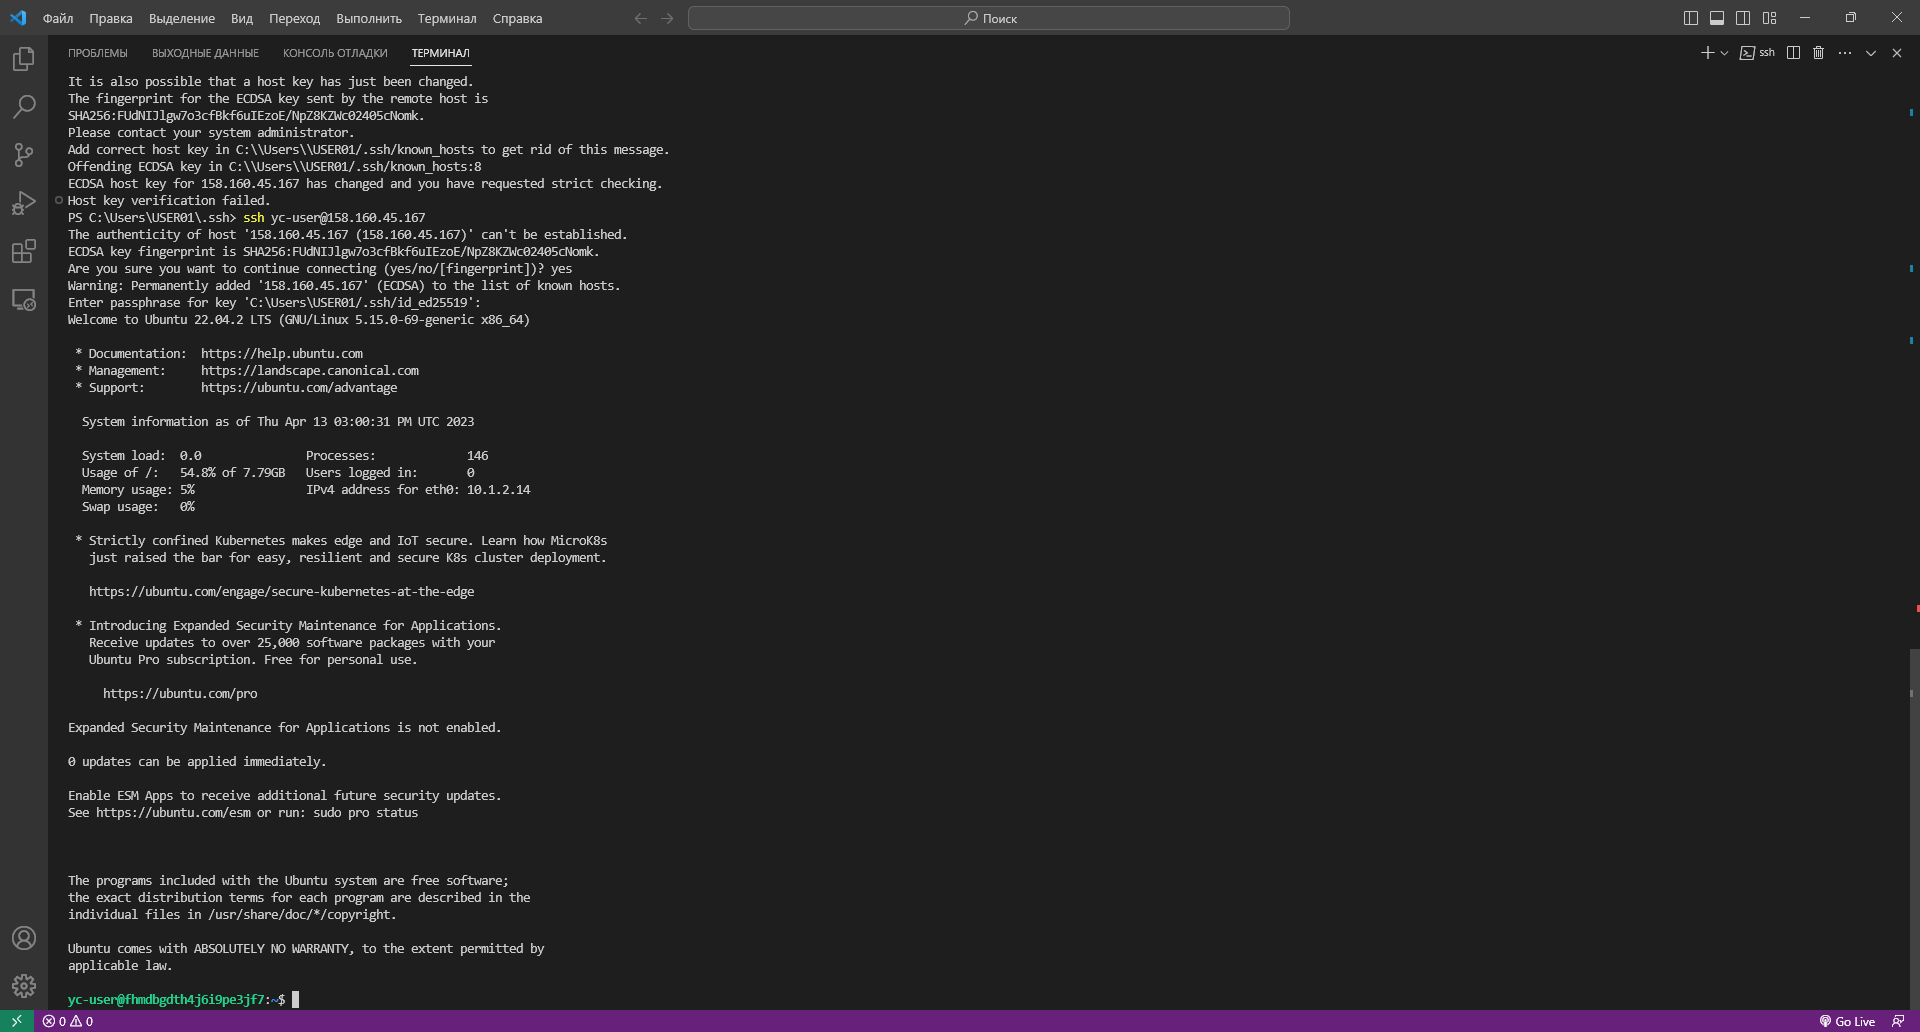 Файл Правка Выделение Вид Переход Выполнить Терминал Справка
Поиск
ПРОБЛЕМЫ ВЫХОДНЫЕ ДАННЫЕ КОНСОЛЬ ОТЛАДКИ ТЕРМИНАЛ
ssh
It is also possible that a host key has just been changed.
The fingerprint for the ECDSA key sent by the remote host is
SHA256:FUdNIJlgw7o3cfBkf6uIEzoE/NpZ8KZWc02405cNomk.
Please contact your system administrator.
Add correct host key in C:\\Users\\USER01/.ssh/known_hosts to get rid of this message.
Offending ECDSA key in C:\\Users\\USER01/.ssh/known_hosts:8
ECDSA host key for 158.160.45.167 has changed and you have requested strict checking.
Host key verification failed.
PS C:\Users\USER01\.ssh> ssh yc-user@158.160.45.167
The authenticity of host '158.160.45.167 (158.160.45.167)' can't be established.
ECDSA key fingerprint is SHA256:FUdNIJlgw7o3cfBkf6uIEzoE/NpZ8KZWc02405cNomk.
Are you sure you want to continue connecting (yes/no/[fingerprint])? yes
Warning: Permanently added '158.160.45.167' (ECDSA) to the list of known hosts.
Enter passphrase for key 'C:\Users\USER01/.ssh/id_ed25519':
Welcome to Ubuntu 22.04.2 LTS (GNU/Linux 5.15.0-69-generic x86_64)
* Documentation: https://help.ubuntu.com
* Management: https://landscape.canonical.com
* Support: https://ubuntu.com/advantage
System information as of Thu Apr 13 03:00:31 PM UTC 2023
System load: 0.0 Processes: 146
Usage of /: 54.8% of 7.79GB Users logged in: 0
Memory usage: 5% IPv4 address for eth0: 10.1.2.14
Swap usage: 0%
* Strictly confined Kubernetes makes edge and IoT secure. Learn how MicroK8s
just raised the bar for easy, resilient and secure K8s cluster deployment.
https://ubuntu.com/engage/secure-kubernetes-at-the-edge
* Introducing Expanded Security Maintenance for Applications.
Receive updates to over 25,000 software packages with your
Ubuntu Pro subscription. Free for personal use.
https://ubuntu.com/pro
Expanded Security Maintenance for Applications is not enabled.
0 updates can be applied immediately.
Enable ESM Apps to receive additional future security updates.
See https://ubuntu.com/esm or run: sudo pro status
The programs included with the Ubuntu system are free software;
the exact distribution terms for each program are described in the
individual files in /usr/share/doc/*/copyright.
Ubuntu comes with ABSOLUTELY NO WARRANTY, to the extent permitted by
applicable law.
yc-user@fhmdbgdth4j6i9pe3jf7:~$
0 0
Go Live